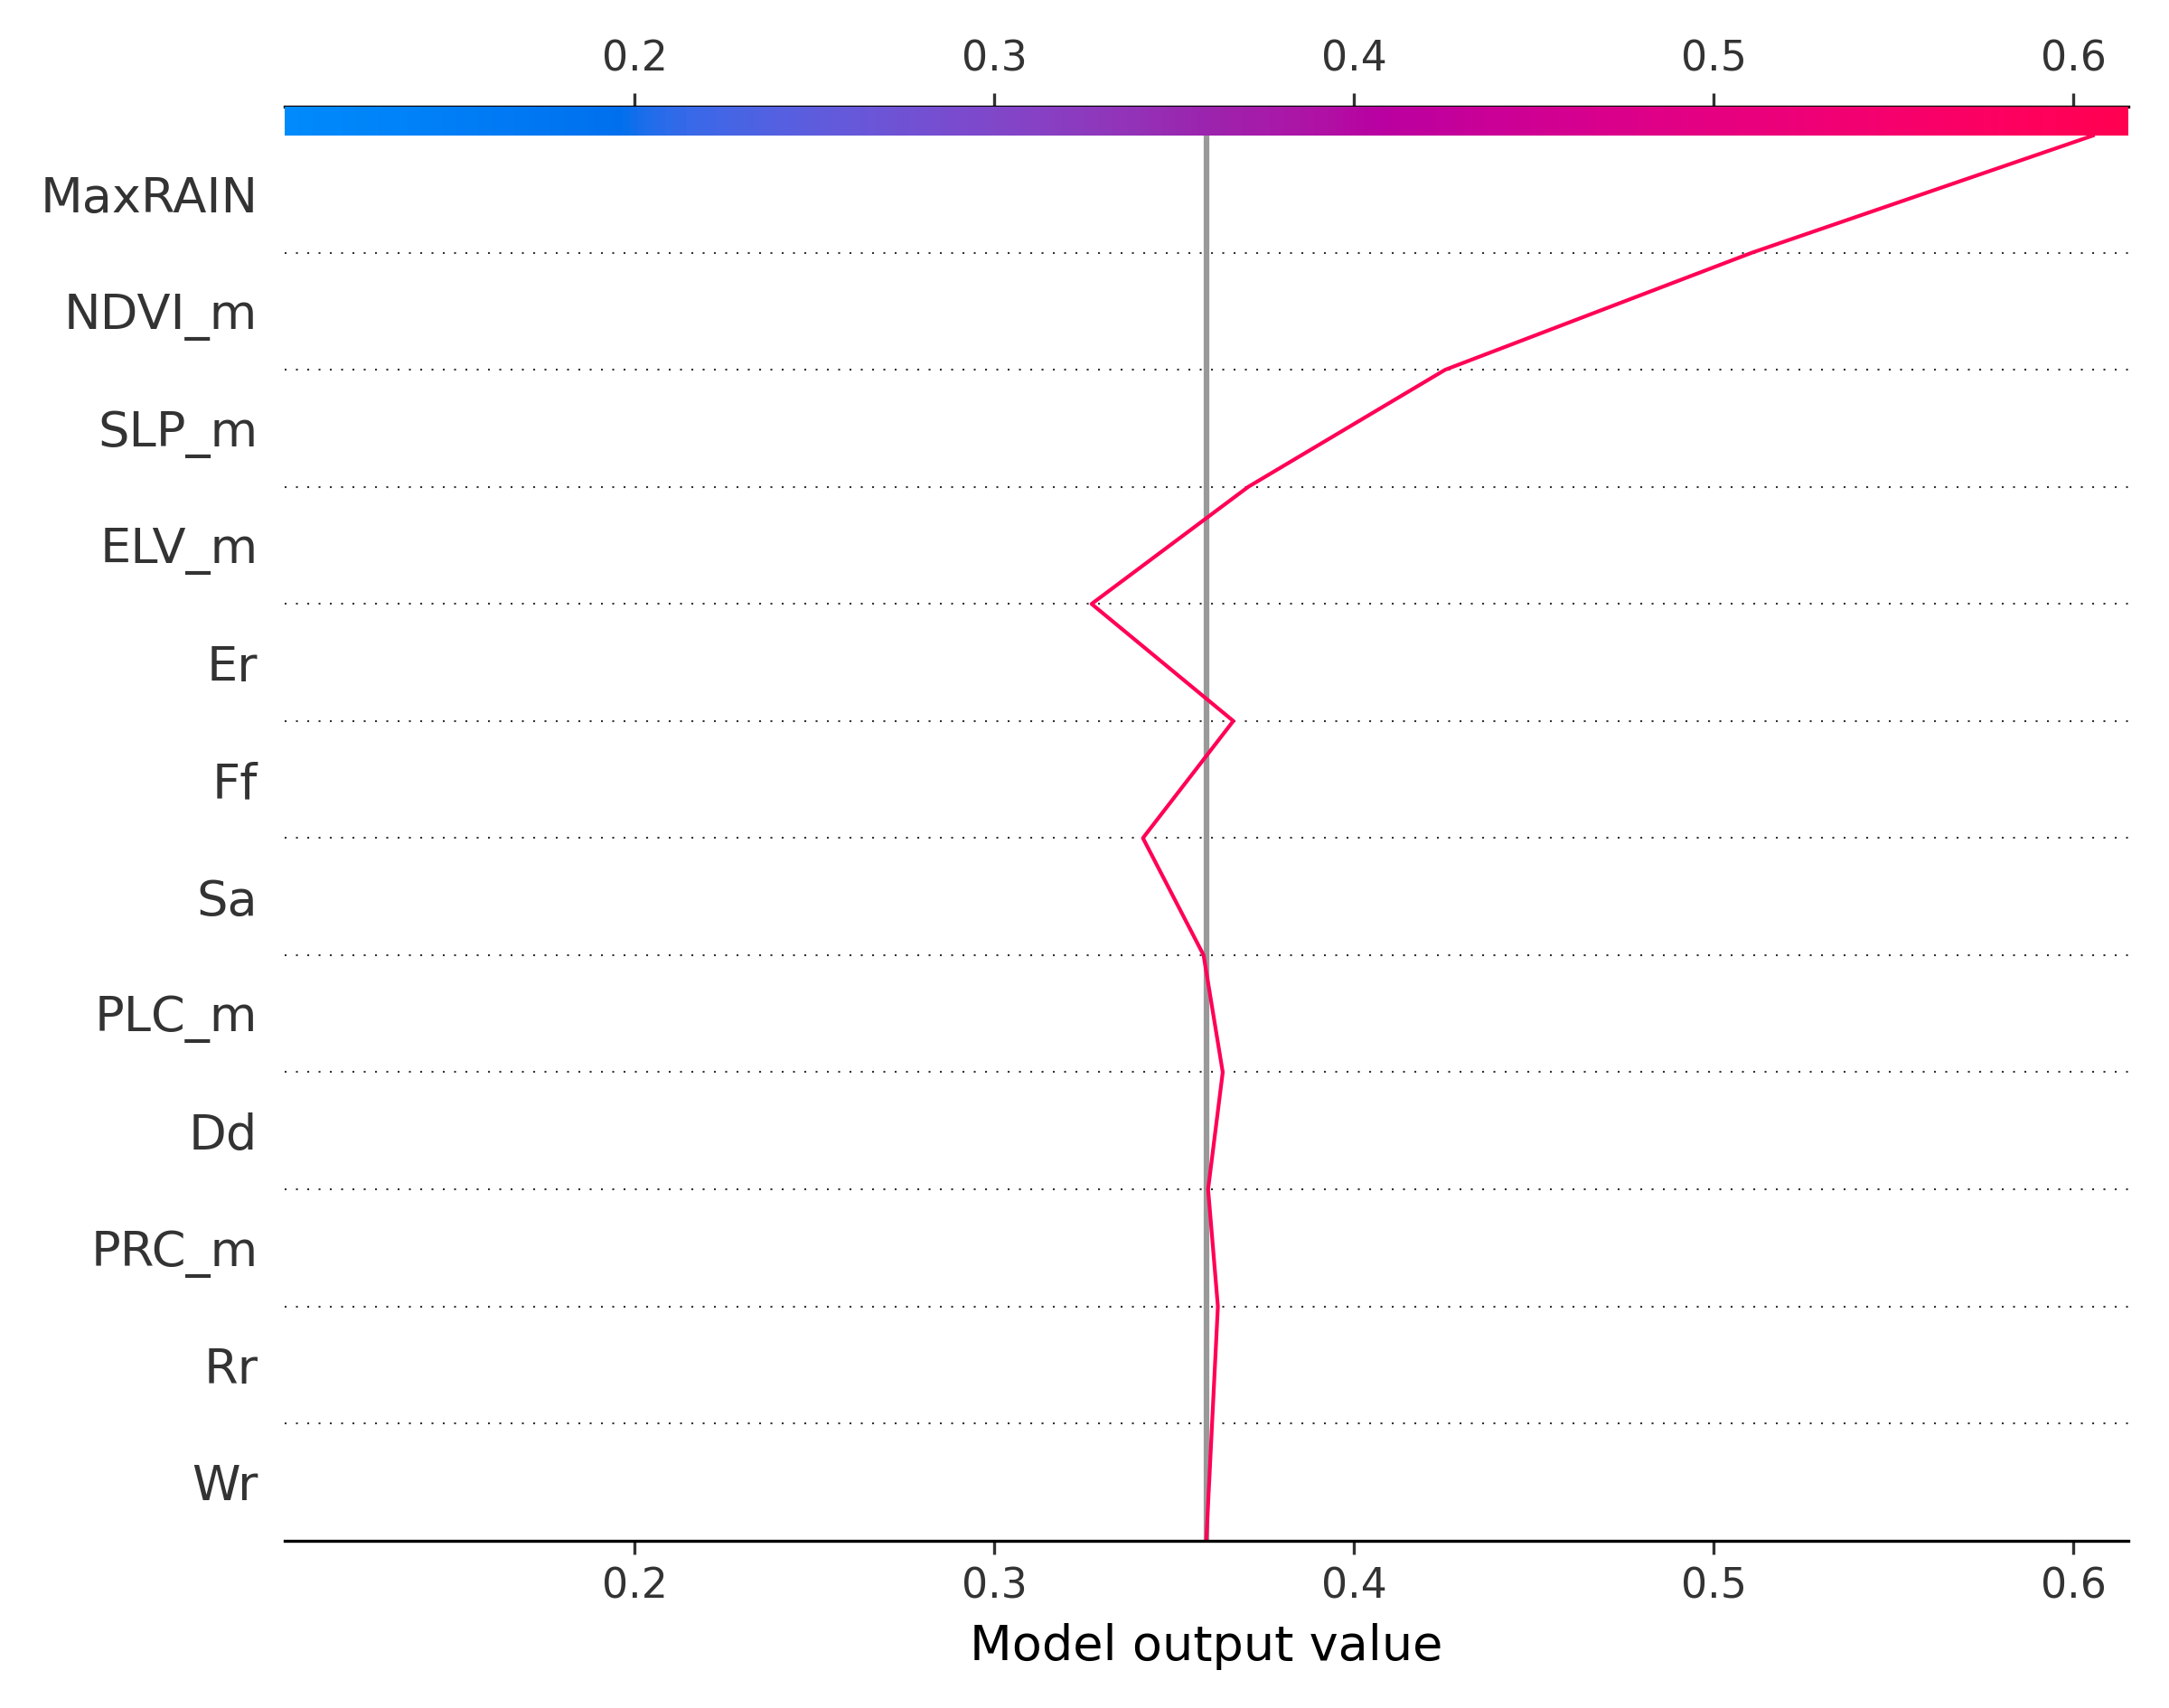 0.2 0.3 0.4 0.5 0.6
MaxRAIN
NDVI_m
SLP_m
ELV_m
Er
Ff
Sa
PLC_m
Dd
PRC_m
Rr
Wr
0.2 0.3 0.4 0.5 0.6
Model output value